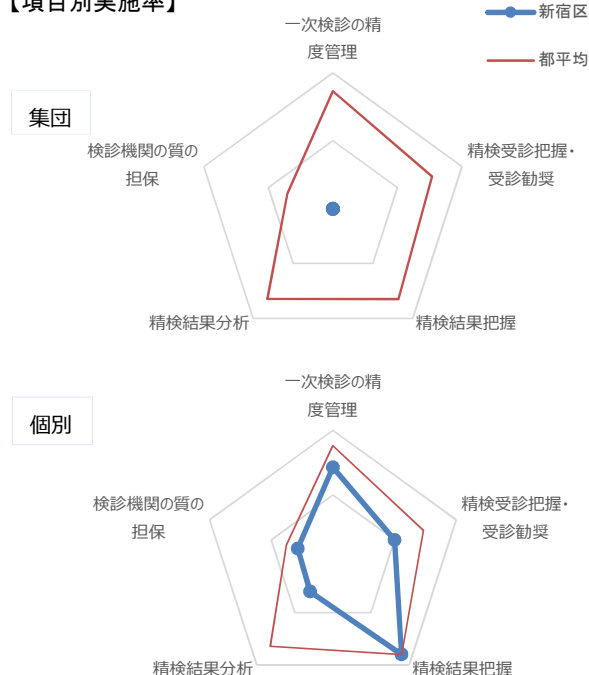 【項目別実施率】
新宿区
都平均
集団
一次検診の精
度管理
精検受診把握・
受診勧奨
精検結果把握
精検結果分析
検診機関の質の
担保
個別
一次検診の精
度管理
精検受診把握・
受診勧奨
精検結果把握
精検結果分析
検診機関の質の
担保